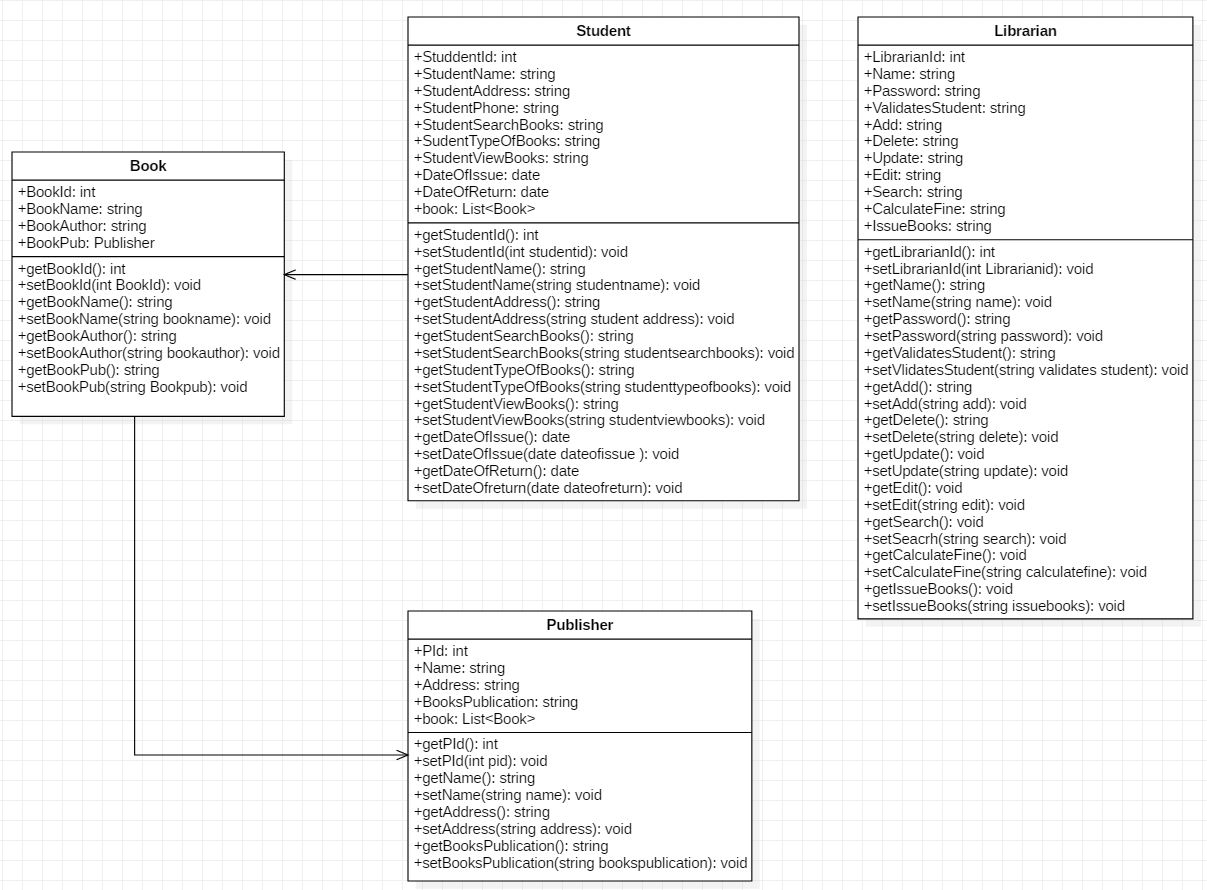 Student
+StuddentId: int
+StudentName: string
+StudentAddress: string
+StudentPhone: string
+StudentSearchBooks: string
+SudentTypeOfBooks: string
+StudentViewBooks: string
+DateOfIssue: date
+DateOfReturn: date
+book: List<Book>
+getStudentId(): int
+setStudentId(int studentid): void
+getStudentName(): string
+setStudentName(string studentname): void
+getStudentAddress(): string
+setStudentAddress(string student address): void
+getStudentSearchBooks(): string
+setStudentSearchBooks(string studentsearchbooks): void
+getStudentTypeOfBooks(): string
+setStudentTypeOfBooks(string studenttypeofbooks): void
+getStudentViewBooks(): string
+setStudentViewBooks(string studentviewbooks): void
+getDateOfIssue(): date
+setDateOfIssue(date dateofissue ): void
+getDateOfReturn(): date
+setDateOfreturn(date dateofreturn): void
Librarian
+LibrarianId: int
+Name: string
+Password: string
+ValidatesStudent: string
+Add: string
+Delete: string
+Update: string
+Edit: string
+Search: string
+CalculateFine: string
+IssueBooks: string
+getLibrarianId(): int
+setLibrarianId(int Librarianid): void
+getName(): string
+setName(string name): void
+getPassword(): string
+setPassword(string password): void
+getValidatesStudent(): string
+setVlidatesStudent(string validates student): void
+getAdd(): string
+setAdd(string add): void
+getDelete(): string
+setDelete(string delete): void
+getUpdate(): void
+setUpdate(string update): void
+getEdit(): void
+setEdit(string edit): void
+getSearch(): void
+setSeacrh(string search): void
+getCalculateFine(): void
+setCalculateFine(string calculatefine): void
+getIssueBooks(): void
+setIssueBooks(string issuebooks): void
Book
+BookId: int
+BookName: string
+BookAuthor: string
+BookPub: Publisher
+getBookId(): int
+setBookId(int BookId): void
+getBookName(): string
+setBookName(string bookname): void
+getBookAuthor(): string
+setBookAuthor(string bookauthor): void
+getBookPub(): string
+setBookPub(string Bookpub): void
Publisher
+PId: int
+Name: string
+Address: string
+BooksPublication: string
+book: List<Book>
+getPId(): int
+setPId(int pid): void
+getName(): string
+setName(string name): void
+getAddress(): string
+setAddress(string address): void
+getBooksPublication(): string
+setBooksPublication(string bookspublication): void